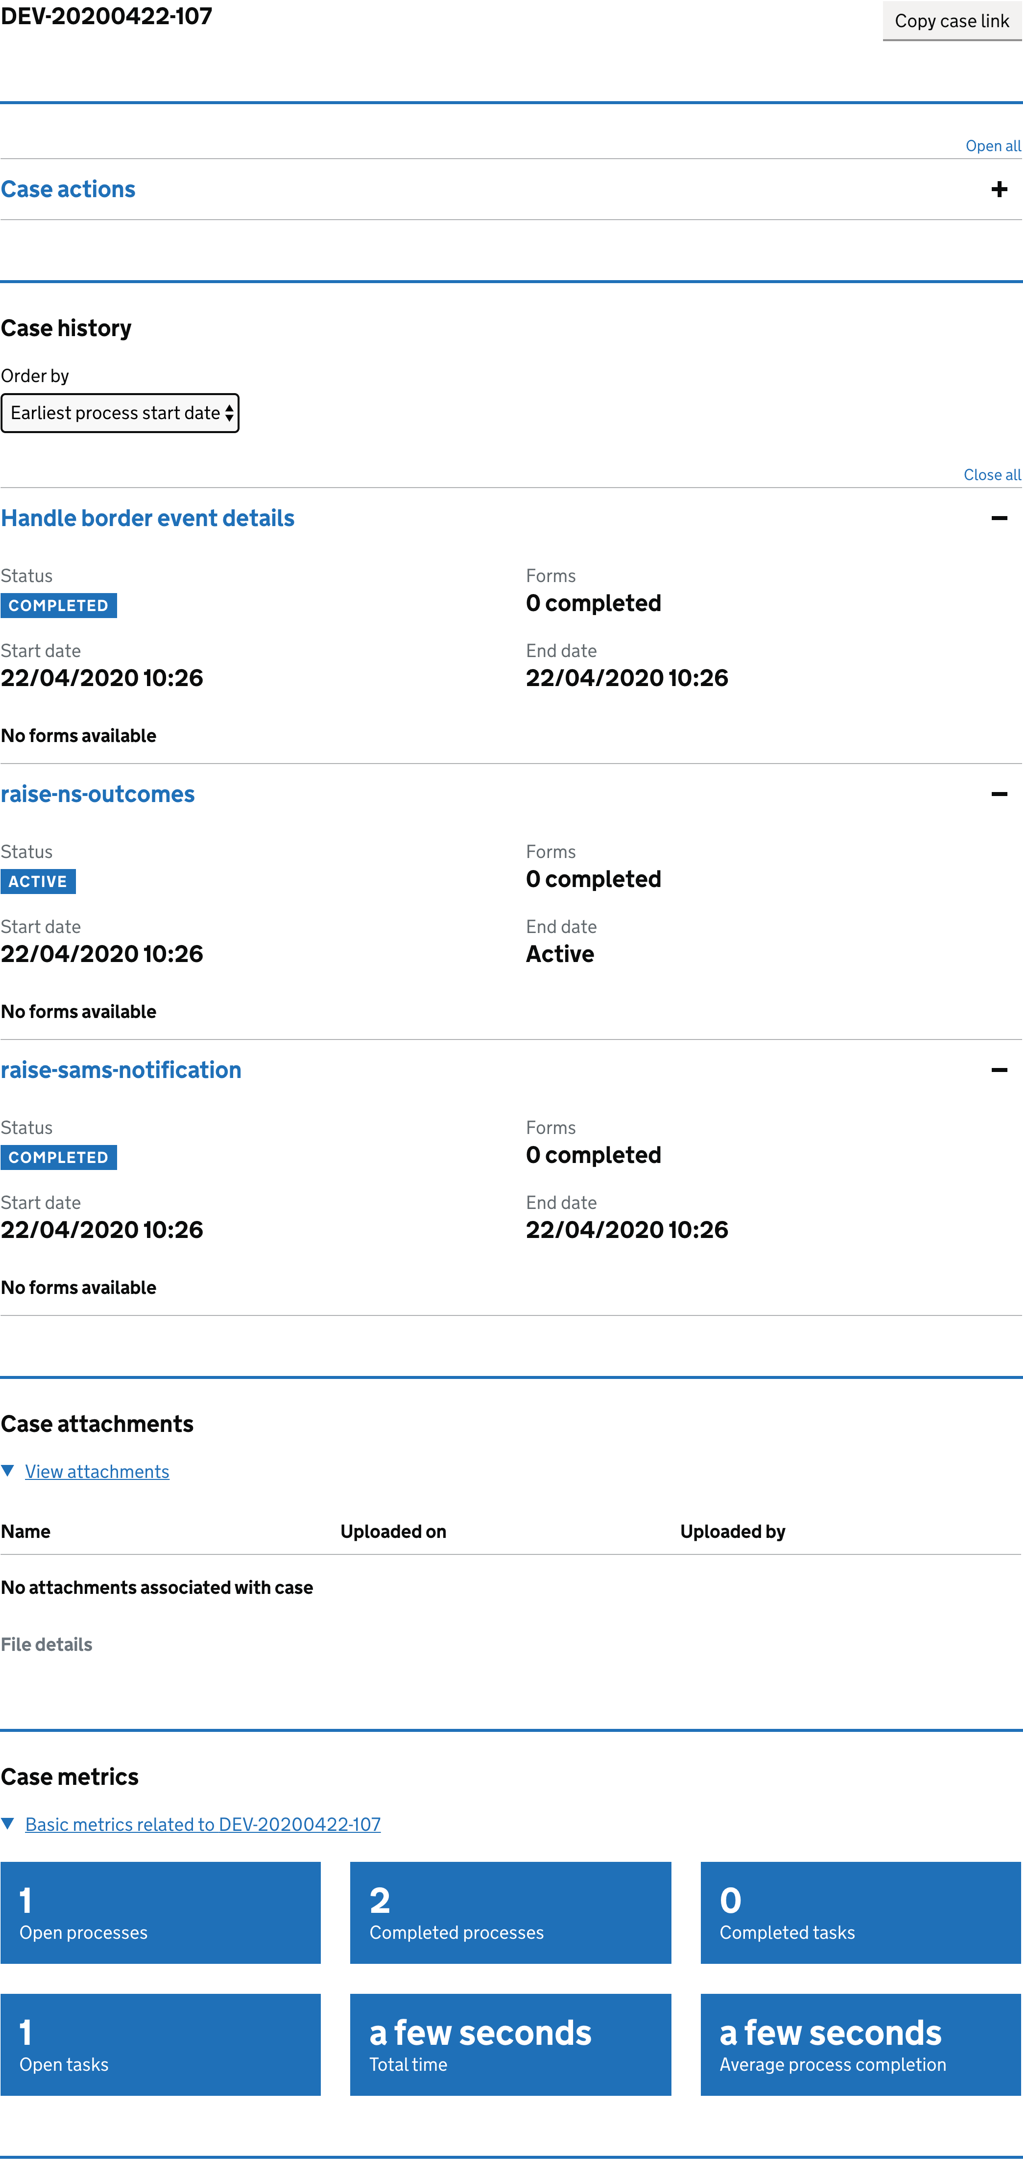 DEV-20200422-107
Copy case link
Open all
Case actions
Case history
Order by
Earliest process start date
Close all
Handle border event details
Status
Forms
COMPLETED
0 completed
Start date
End date
22/04/2020 10:26
22/04/2020 10:26
No forms available
raise-ns-outcomes
Status
Forms
ACTIVE
0 completed
Start date
End date
22/04/2020 10:26
Active
No forms available
raise-sams-notification
Status
Forms
COMPLETED
0 completed
Start date
End date
22/04/2020 10:26
22/04/2020 10:26
No forms available
Case attachments
View attachments
Name
Uploaded on
Uploaded by
No attachments associated with case
File details
Case metrics
Basic metrics related to DEV-20200422-107
1
Open processes
2
Completed processes
0
Completed tasks
1
Open tasks
a few seconds
Total time
a few seconds
Average process completion